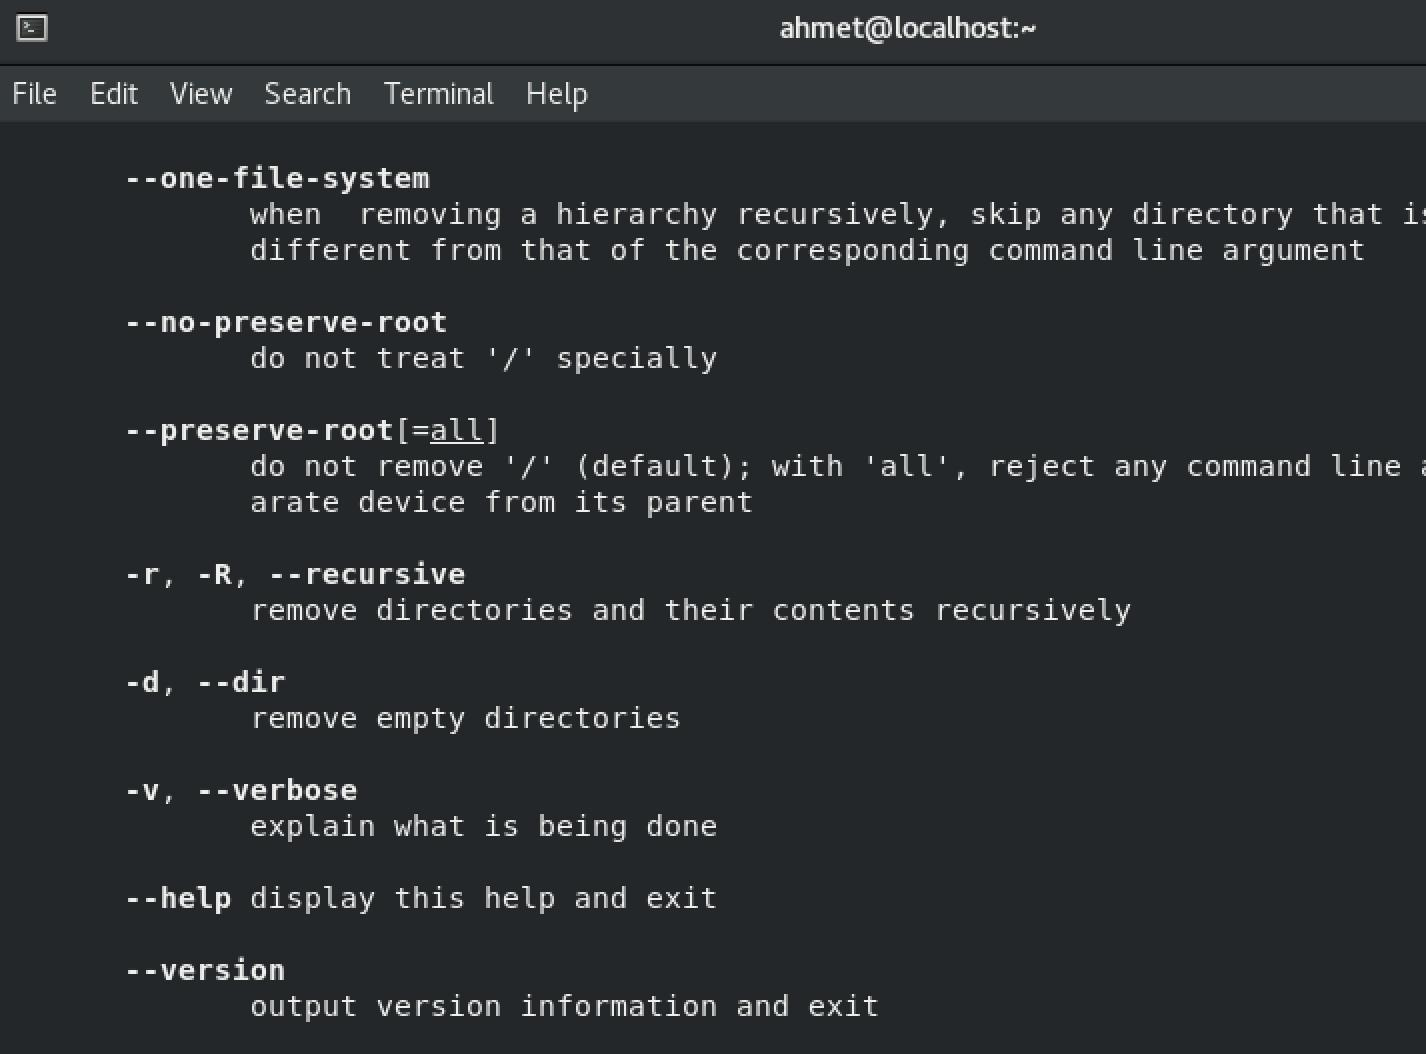 ahmet@localhost:~
File Edit View Search Terminal Help
--one-file-system
when  removing a hierarchy recursively, skip any directory that is
different from that of the corresponding command line argument
--no-preserve-root
do not treat '/' specially
--preserve-root[=all]
do not remove '/' (default); with 'all', reject any command line
arate device from its parent
-r, -R, --recursive
remove directories and their contents recursively
-d, --dir
remove empty directories
-v, --verbose
explain what is being done
--help display this help and exit
--version
output version information and exit